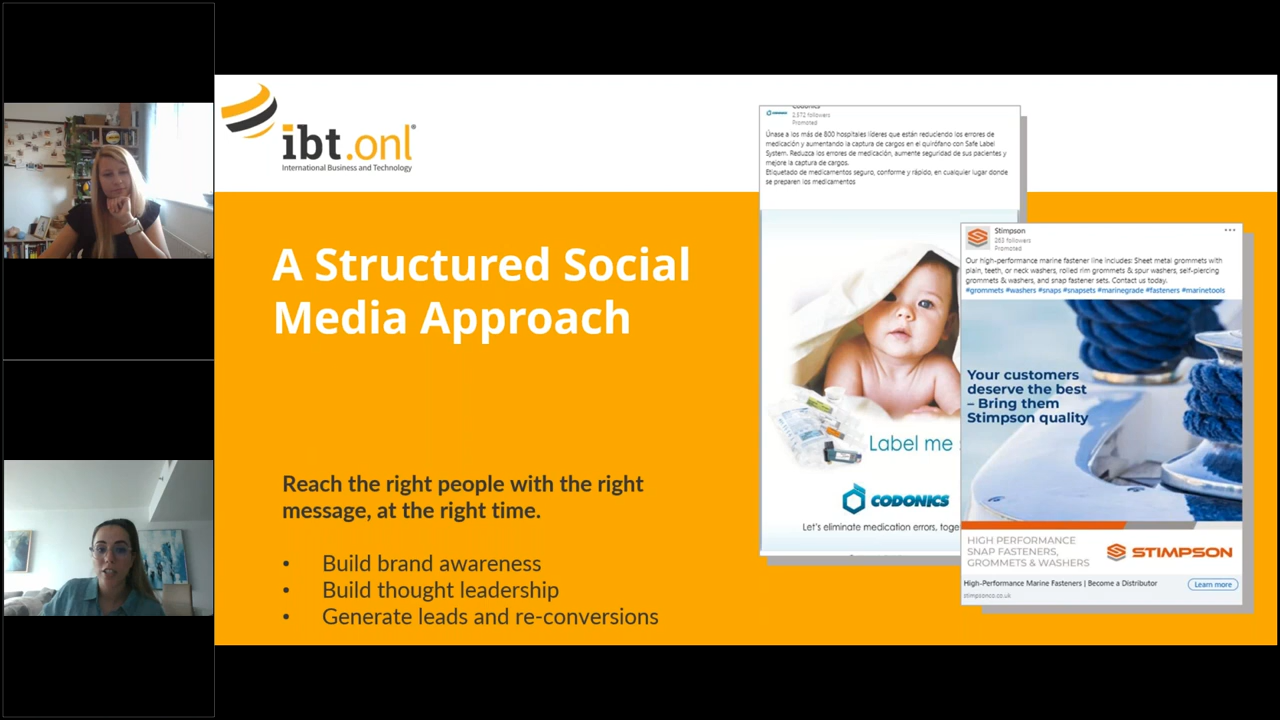 ibt.onl®
International Business and Technology
A Structured Social
Media Approach
Reach the right people with the right
message, at the right time.
• Build brand awareness
• Build thought leadership
• Generate leads and re-conversions
Codonics
2,572 followers
Promoted
Únase a los más de 800 hospitales líderes que están reduciendo los errores de
medicación y aumentando la captura de cargos en el quirófano con Safe Label
System. Reduzca los errores de medicación, aumente seguridad de sus pacientes y
mejore la captura de cargos.
Etiquetado de medicamentos seguro, conforme y rápido, en cualquier lugar donde
se preparen los medicamentos
Label me
CODONICS
Let's eliminate medication errors, toge
Stimpson
263 followers
Promoted
Our high-performance marine fastener line includes: Sheet metal grommets with
plain, teeth, or neck washers, rolled rim grommets & spur washers, self-piercing
grommets & washers, and snap fastener sets. Contact us today.
#grommets #washers #snaps #snapsets #marinegrade #fasteners #marinetools
Your customers
deserve the best
– Bring them
Stimpson quality
HIGH PERFORMANCE
SNAP FASTENERS,
GROMMETS & WASHERS
STIMPSON
High-Performance Marine Fasteners | Become a Distributor
stimpsonco.co.uk
Learn more